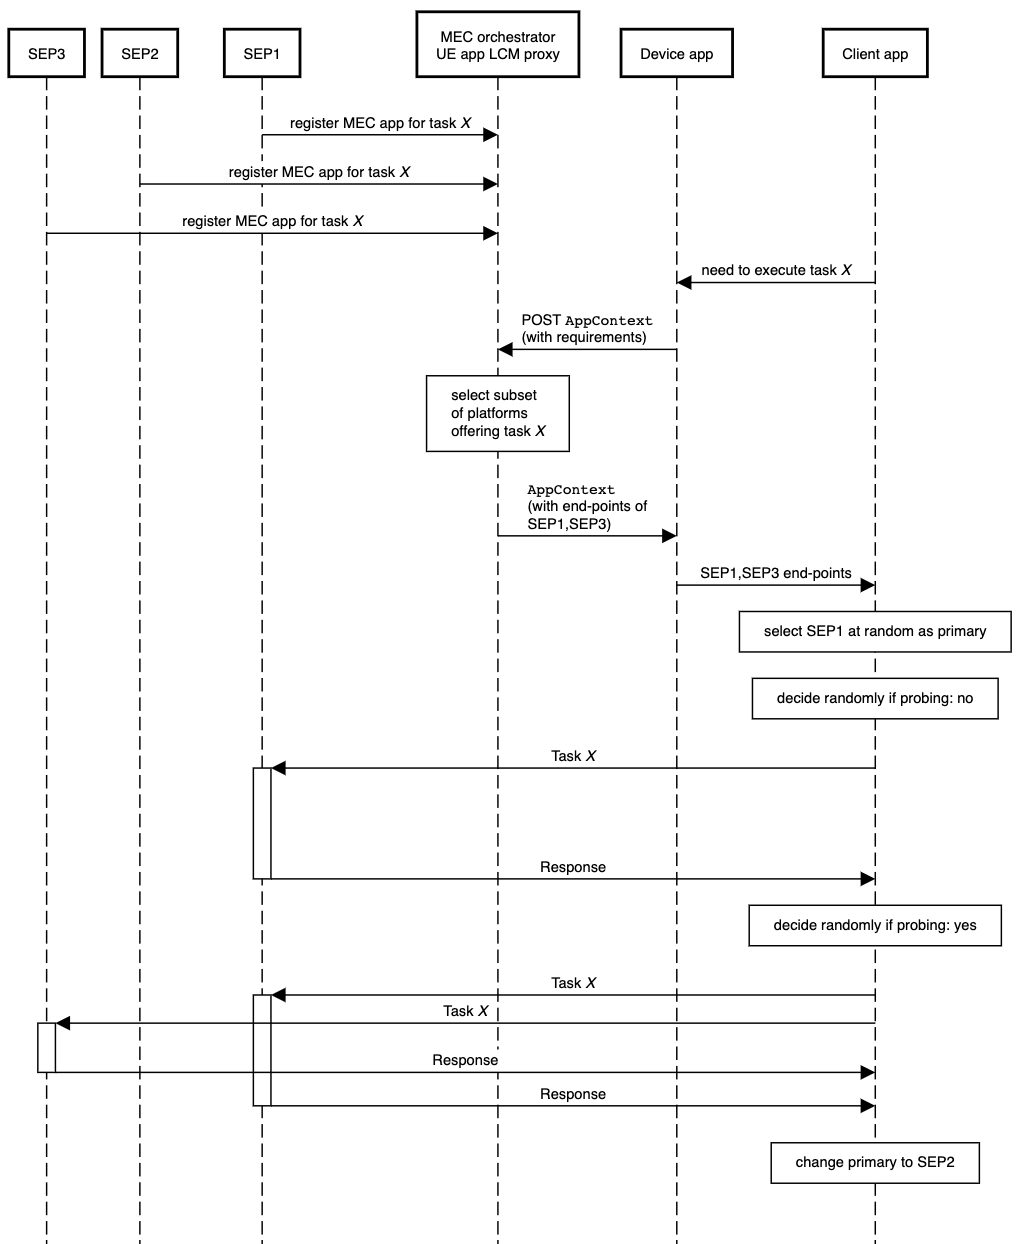 SEP3
SEP2
SEP1
MEC orchestrator
UE app LCM proxy
Device app
Client app
register MEC app for task X
register MEC app for task X
register MEC app for task X
need to execute task X
POST AppContext
(with requirements)
select subset
of platforms
offering task X
AppContext
(with end-points of
SEP1,SEP3)
SEP1,SEP3 end-points
select SEP1 at random as primary
decide randomly if probing: no
Task X
Response
decide randomly if probing: yes
Task X
Task X
Response
Response
change primary to SEP2